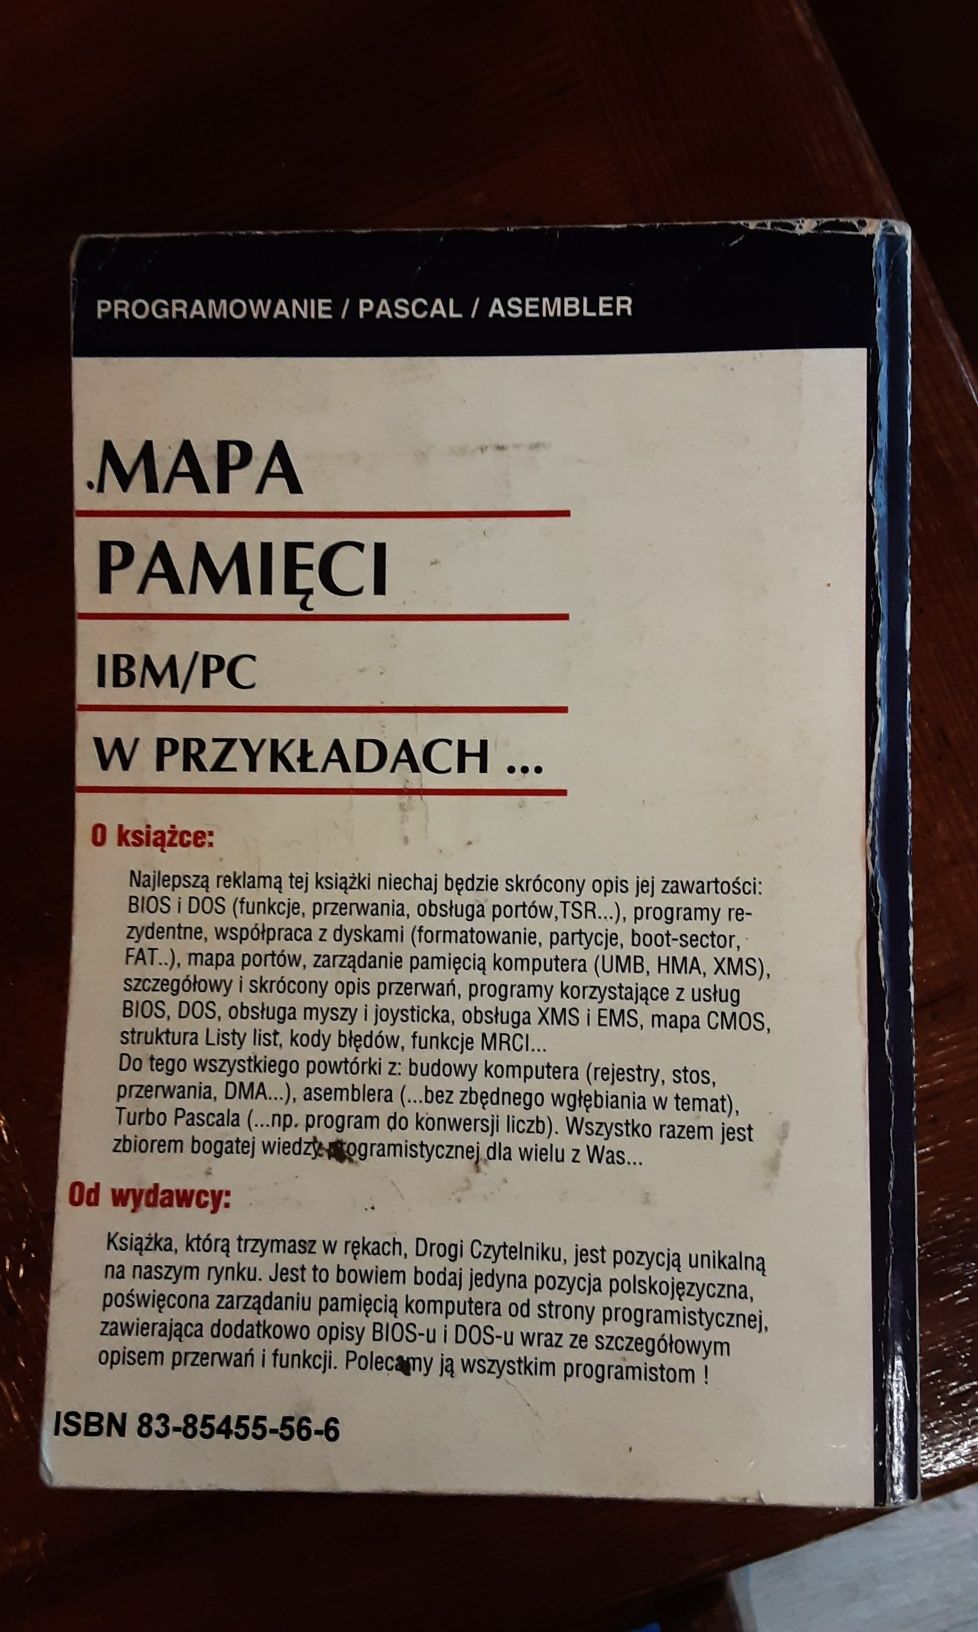 PROGRAMOWANIE / PASCAL / ASEMBLER
MAPA
PAMIĘCI
IBM/PC
W PRZYKŁADACH ...
O książce:
Najlepszą reklamą tej książki niechaj będzie skrócony opis jej zawartości:
BIOS i DOS (funkcje, przerwania, obsługa portów,TSR...), programy re-
zydentne, współpraca z dyskami (formatowanie, partycje, boot-sector,
FAT..), mapa portów, zarządanie pamięcią komputera (UMB, HMA, XMS),
szczegółowy i skrócony opis przerwań, programy korzystające z usług
BIOS, DOS, obsługa myszy i joysticka, obsługa XMS i EMS, mapa CMOS,
struktura Listy list, kody błędów, funkcje MRCI...
Do tego wszystkiego powtórki z: budowy komputera (rejestry, stos,
przerwania, DMA...), asemblera (...bez zbędnego wgłębiania w temat),
Turbo Pascala (...np. program do konwersji liczb). Wszystko razem jest
zbiorem bogatej wiedzy programistycznej dla wielu z Was...
Od wydawcy:
Książka, którą trzymasz w rękach, Drogi Czytelniku, jest pozycją unikalną
na naszym rynku. Jest to bowiem bodaj jedyna pozycja polskojęzyczna,
poświęcona zarządaniu pamięcią komputera od strony programistycznej,
zawierająca dodatkowo opisy BIOS-u i DOS-u wraz ze szczegółowym
opisem przerwań i funkcji. Polecamy ją wszystkim programistom !
ISBN 83-85455-56-6